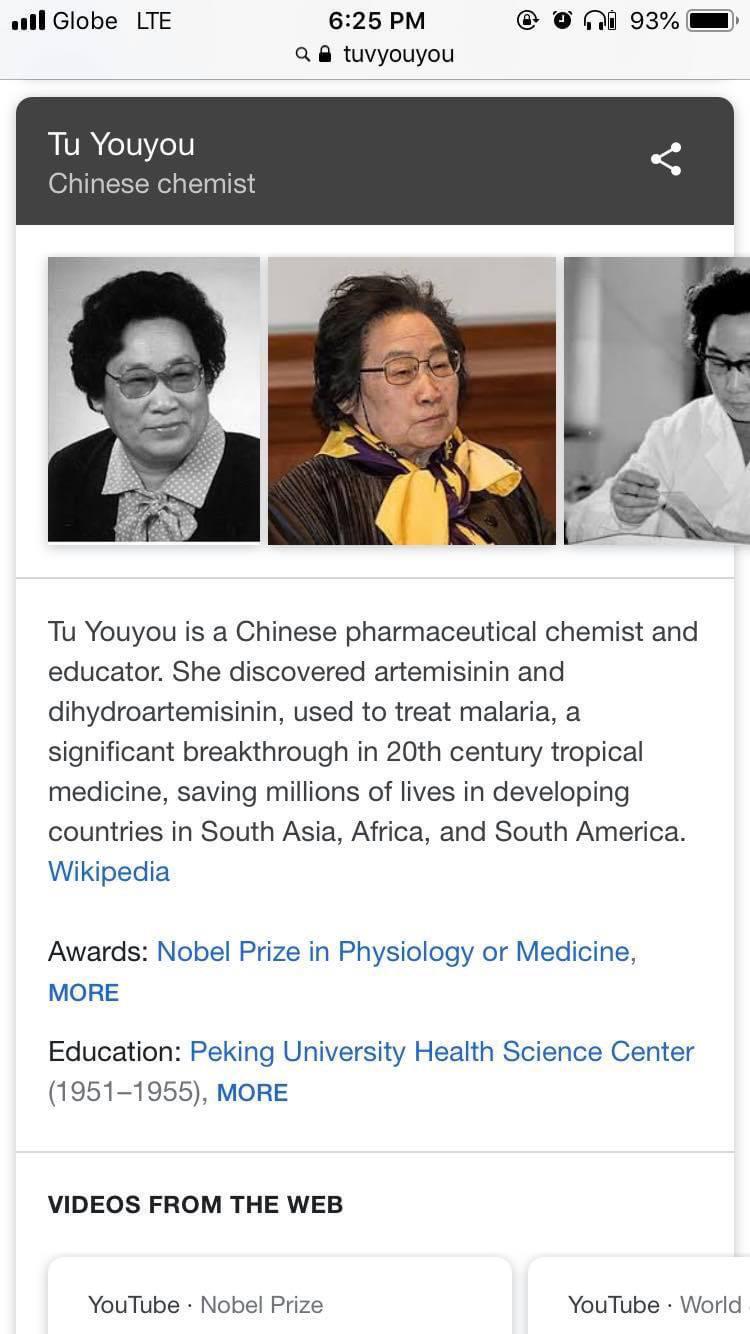 Globe LTE 6:25 PM 93%
tuvyouyou
Tu Youyou
Chinese chemist
Tu Youyou is a Chinese pharmaceutical chemist and
educator. She discovered artemisinin and
dihydroartemisinin, used to treat malaria, a
significant breakthrough in 20th century tropical
medicine, saving millions of lives in developing
countries in South Asia, Africa, and South America.
Wikipedia
Awards: Nobel Prize in Physiology or Medicine,
MORE
Education: Peking University Health Science Center
(1951–1955), MORE
VIDEOS FROM THE WEB
YouTube · Nobel Prize
YouTube · World